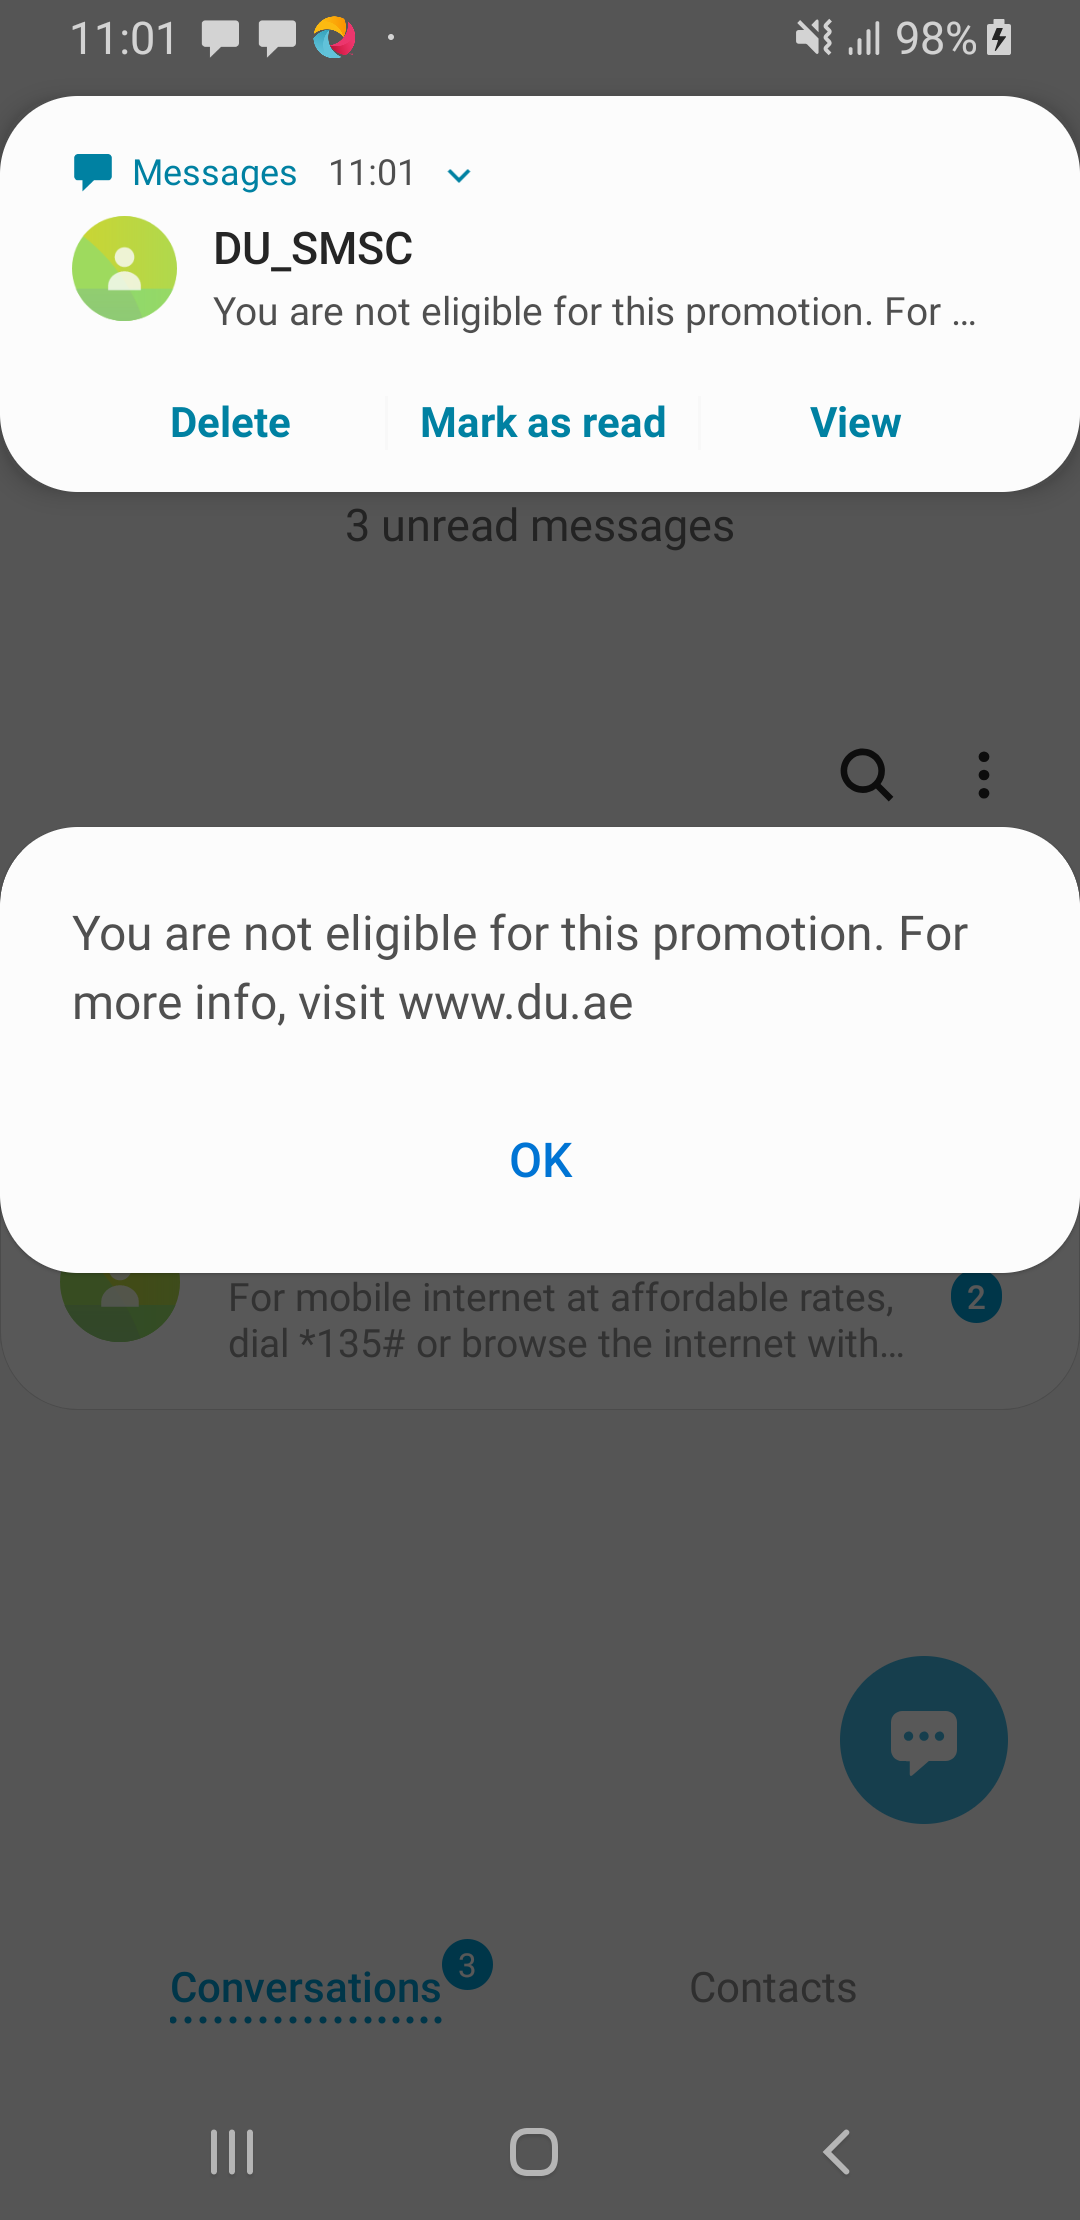 11:01
98%
Messages 11:01
DU_SMSC
You are not eligible for this promotion. For ...
Delete Mark as read View
3 unread messages
You are not eligible for this promotion. For
more info, visit www.du.ae
OK
For mobile internet at affordable rates,
dial *135# or browse the internet with...
2
Conversations 3 Contacts